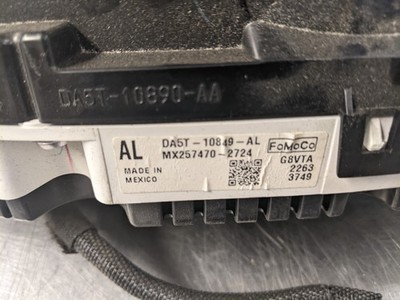 DA5T-10890-AA
AL
DA5T-10849-AL
MX257470-2724
MADE IN
MEXICO
FoMoCo
G8VTA
2263
3749